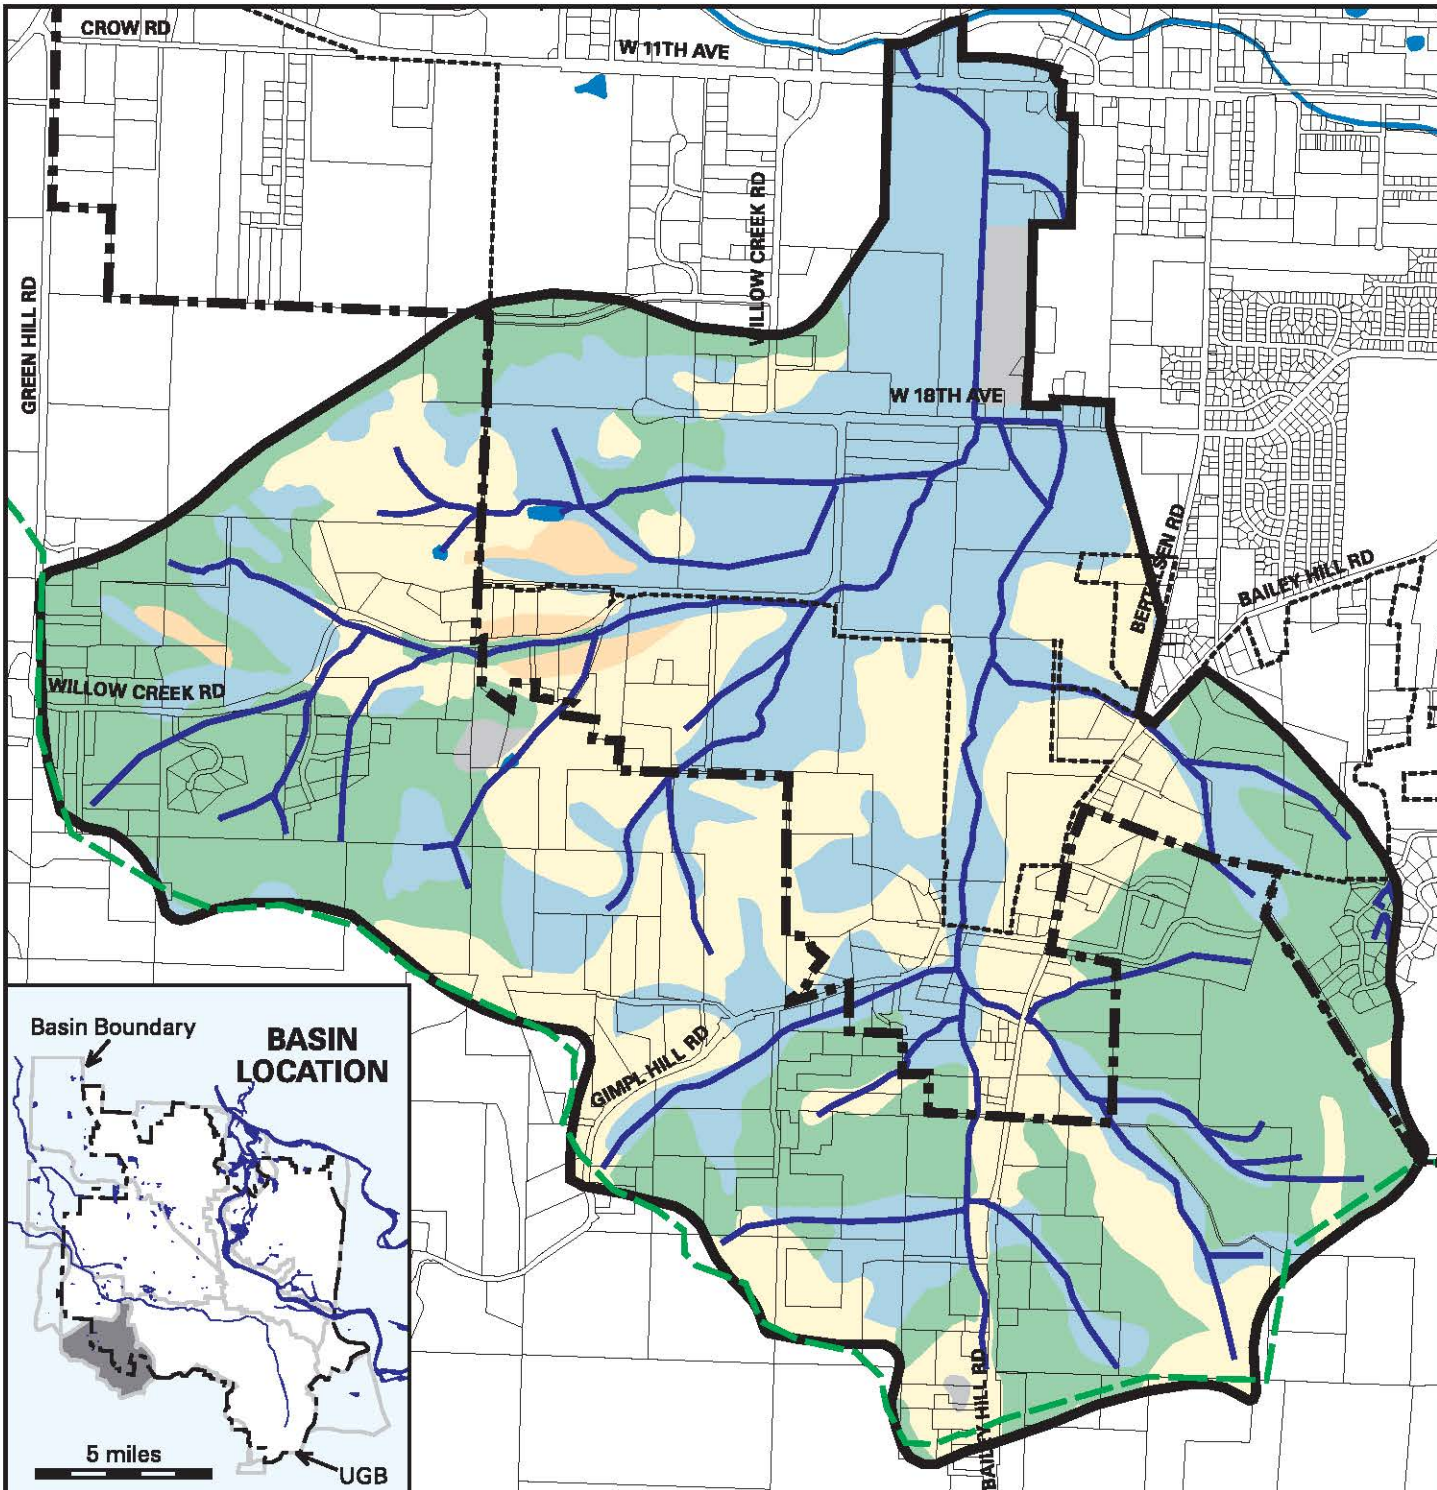 CROW RD
W 11TH AVE
WILLOW CREEK RD
GREEN HILL RD
W 18TH AVE
BERTELSEN RD
BAILEY HILL RD
WILLOW CREEK RD
GIMPL HILL RD
BAILEY HILL RD
Basin Boundary
BASIN
LOCATION
5 miles
UGB